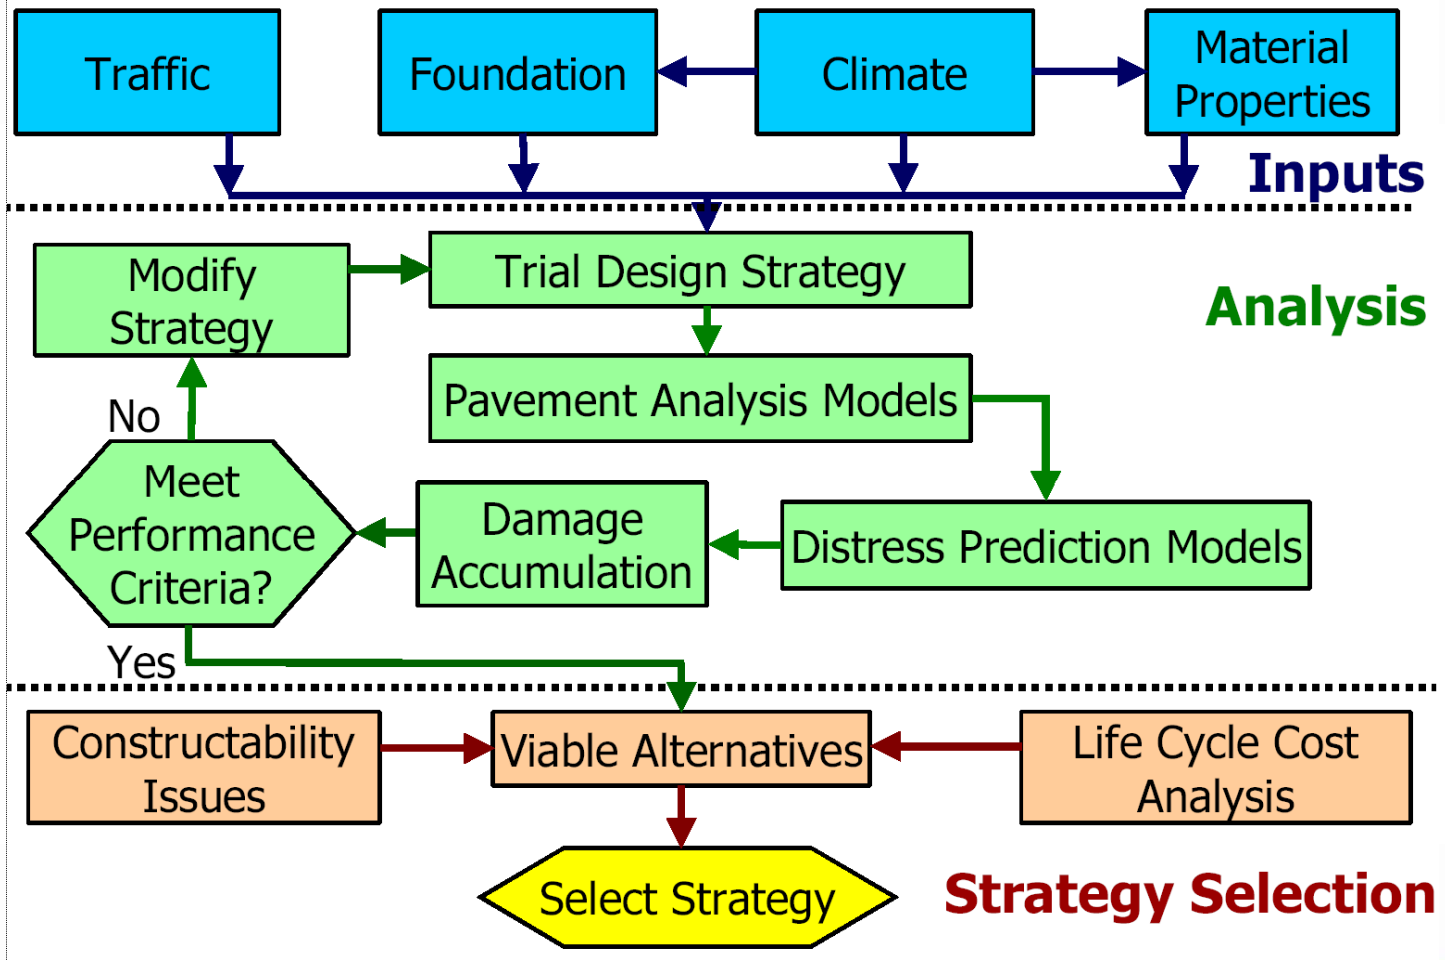 Traffic
Foundation
Climate
Material
Properties
Inputs
Modify
Strategy
Trial Design Strategy
Analysis
Pavement Analysis Models
No
Meet
Performance
Criteria?
Damage
Accumulation
Distress Prediction Models
Yes
Constructability
Issues
Viable Alternatives
Life Cycle Cost
Analysis
Select Strategy
Strategy Selection